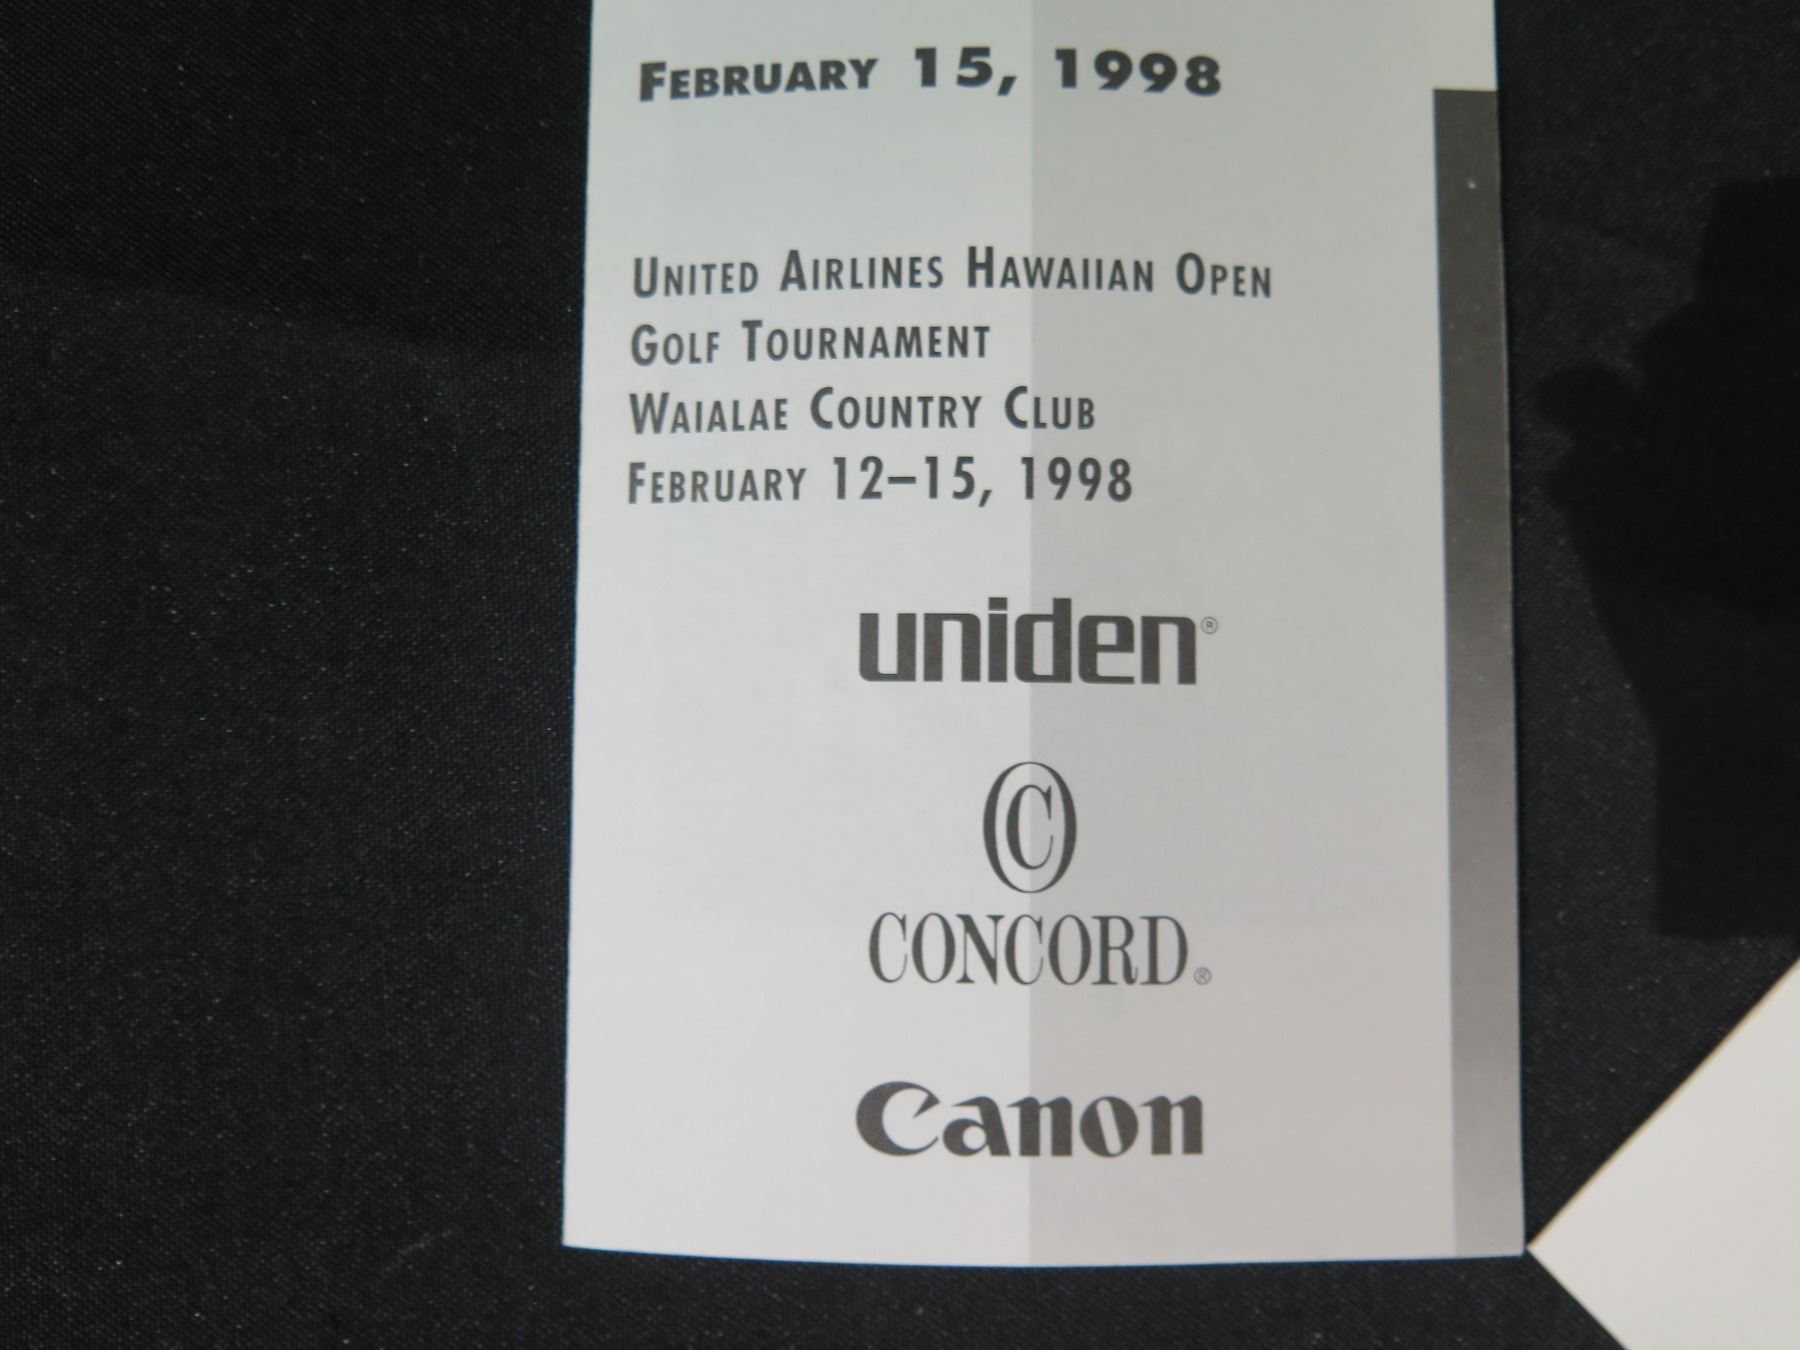 FEBRUARY 15, 1998
UNITED AIRLINES HAWAIIAN OPEN
GOLF TOURNAMENT
WAIALAE COUNTRY CLUB
FEBRUARY 12–15, 1998
uniden®
C
CONCORD®
Canon